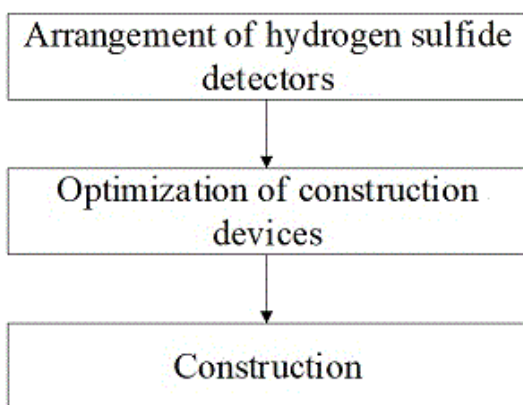 Arrangement of hydrogen sulfide
detectors
Optimization of construction
devices
Construction